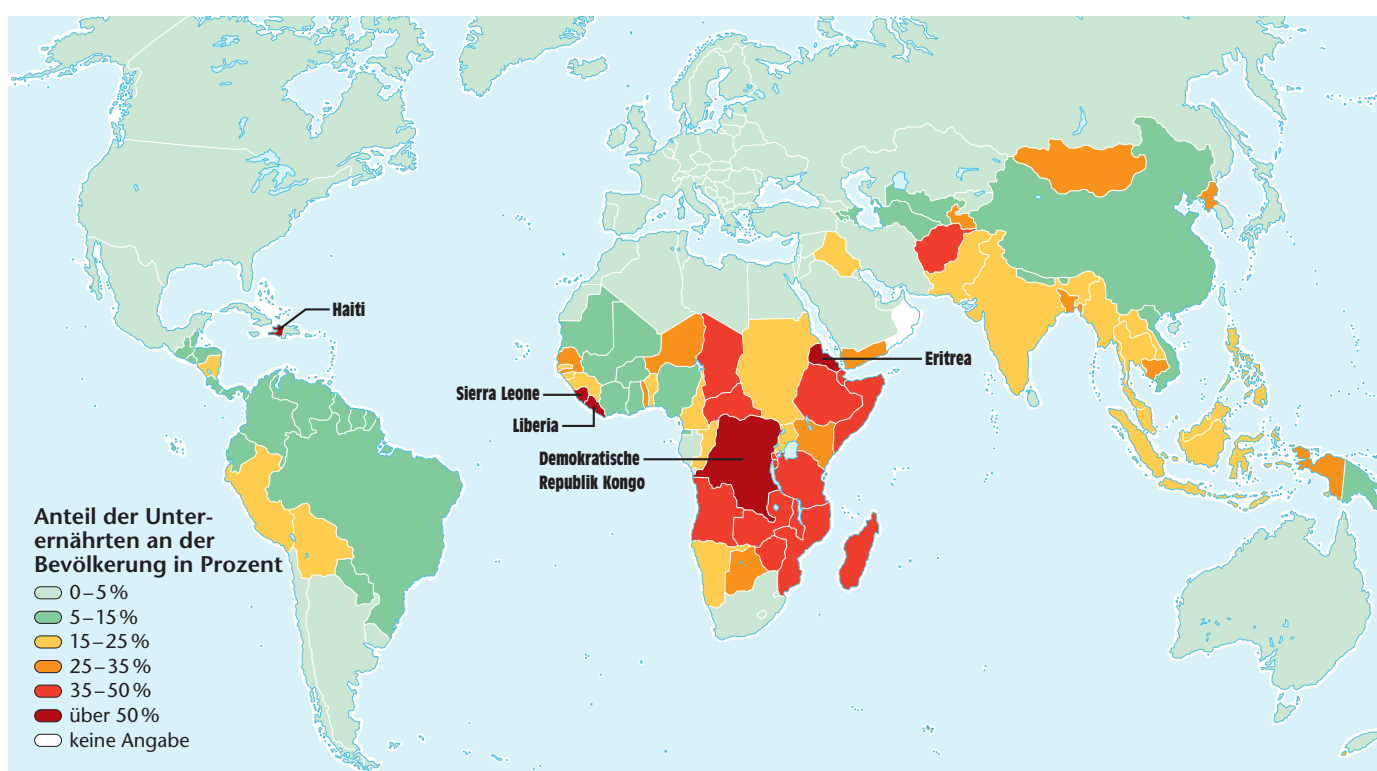 Haiti
Eritrea
Sierra Leone
Liberia
Demokratische
Republik Kongo
Anteil der Unter-
ernährten an der
Bevölkerung in Prozent
0–5 %
5–15 %
15–25 %
25–35 %
35–50 %
über 50 %
keine Angabe